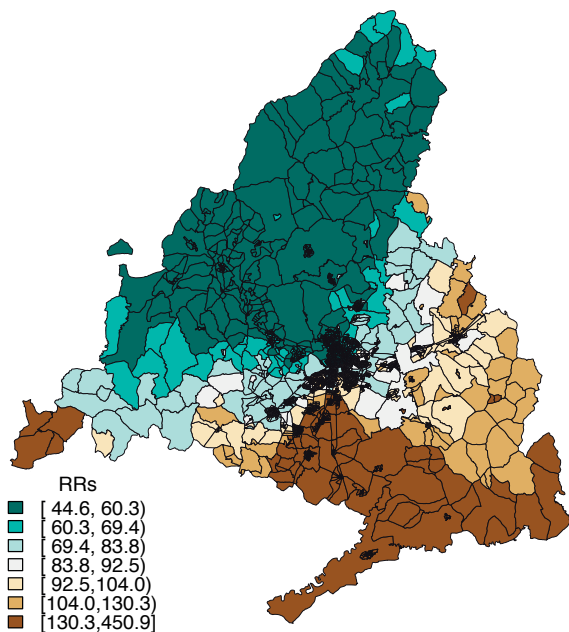 RRs
[ 44.6, 60.3)
[ 60.3, 69.4)
[ 69.4, 83.8)
[ 83.8, 92.5)
[ 92.5,104.0)
[104.0,130.3)
[130.3,450.9]